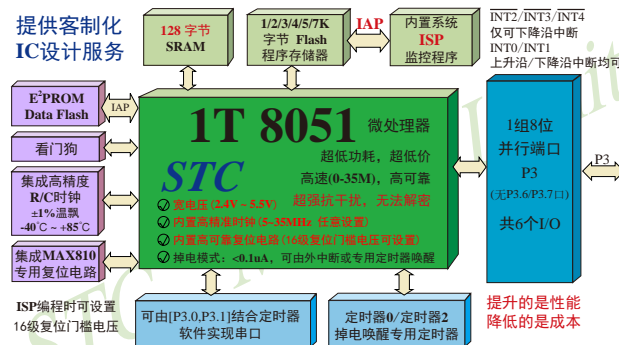 提供客制化
IC设计服务
128 字节
SRAM
1/2/3/4/5/7K
字节 Flash
程序存储器
IAP
内置系统
ISP
监控程序
INT2/INT3/INT4
仅可下降沿中断
INT0/INT1
上升沿/下降沿中断均可
E²PROM
Data Flash
IAP
看门狗
集成高精度
R/C时钟
±1%温飘
-40℃ ~ +85℃
集成MAX810
专用复位电路
ISP编程时可设置
16级复位门槛电压
1T 8051 微处理器
STC
超低功耗，超低价
高速(0-35M)，高可靠
超强抗干扰，无法解密
宽电压(2.4V ~ 5.5V)
内置高精准时钟(5~35MHz 任意设置)
内置高可靠复位电路(16级复位门槛电压可设置)
掉电模式：<0.1uA，可由外中断或专用定时器唤醒
1组8位
并行端口
P3
(无P3.6/P3.7口)
共6个I/O
P3
可由[P3.0,P3.1]结合定时器
软件实现串口
定时器0/定时器2
掉电唤醒专用定时器
提升的是性能
降低的是成本